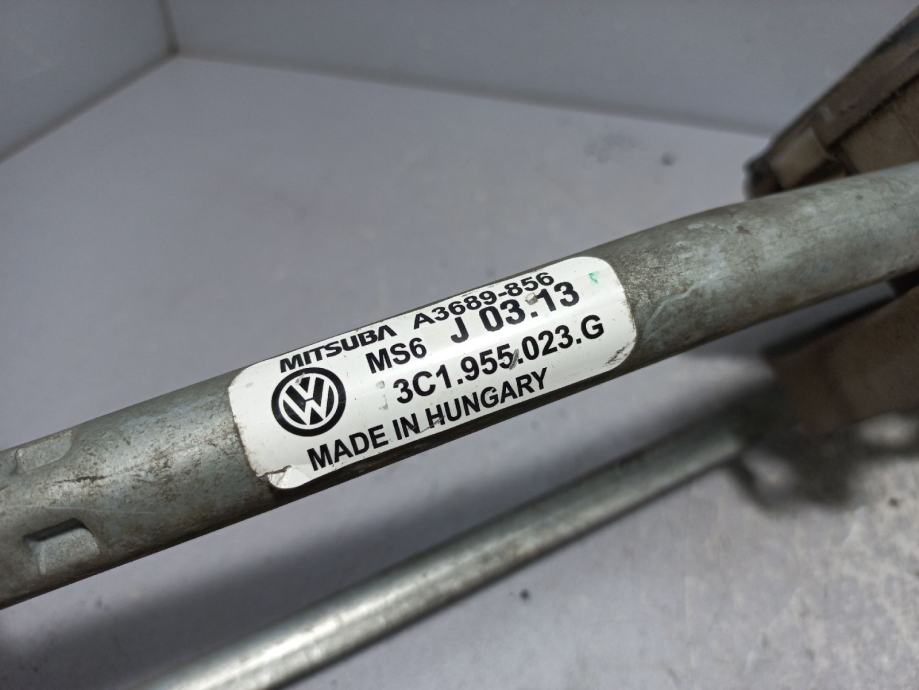 MITSUBA A3689-856
MS6 J 03.13
3C1.955.023.G
MADE IN HUNGARY